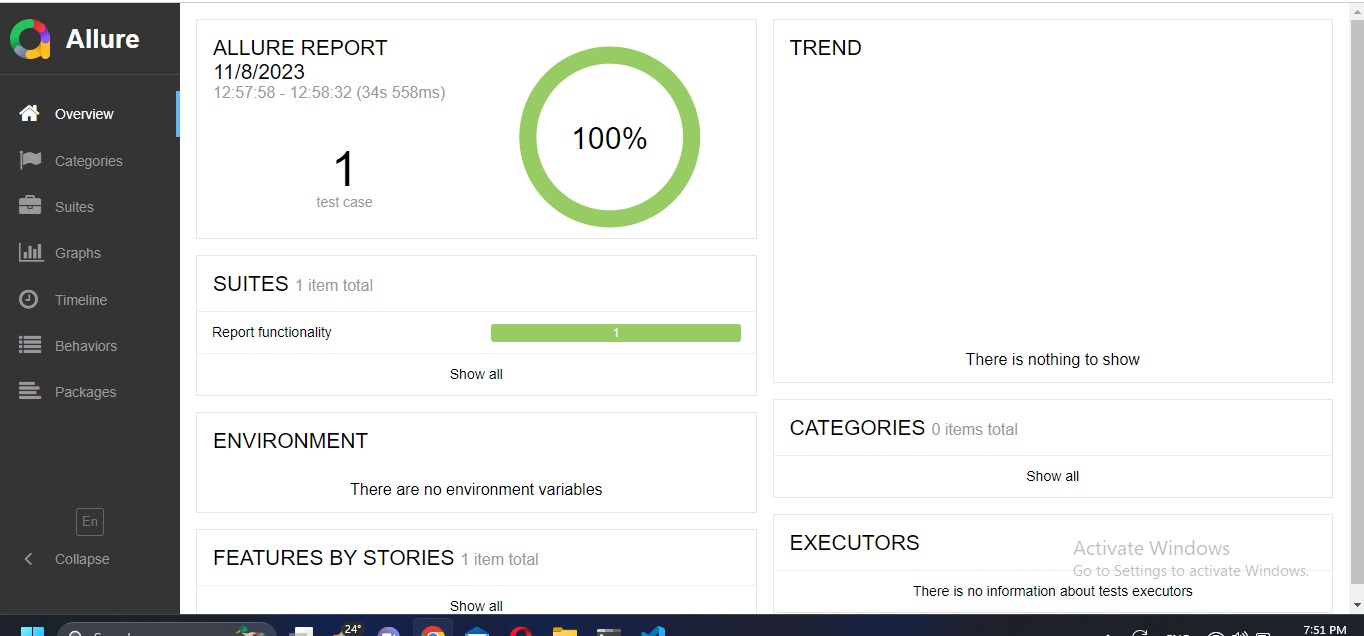 Allure
Overview
Categories
Suites
Graphs
Timeline
Behaviors
Packages
En
Collapse
ALLURE REPORT
11/8/2023
12:57:58 - 12:58:32 (34s 558ms)
1
test case
100%
SUITES 1 item total
Report functionality 1
Show all
ENVIRONMENT
There are no environment variables
FEATURES BY STORIES 1 item total
Show all
TREND
There is nothing to show
CATEGORIES 0 items total
Show all
EXECUTORS
There is no information about tests executors
Activate Windows
Go to Settings to activate Windows.
24°
7:51 PM